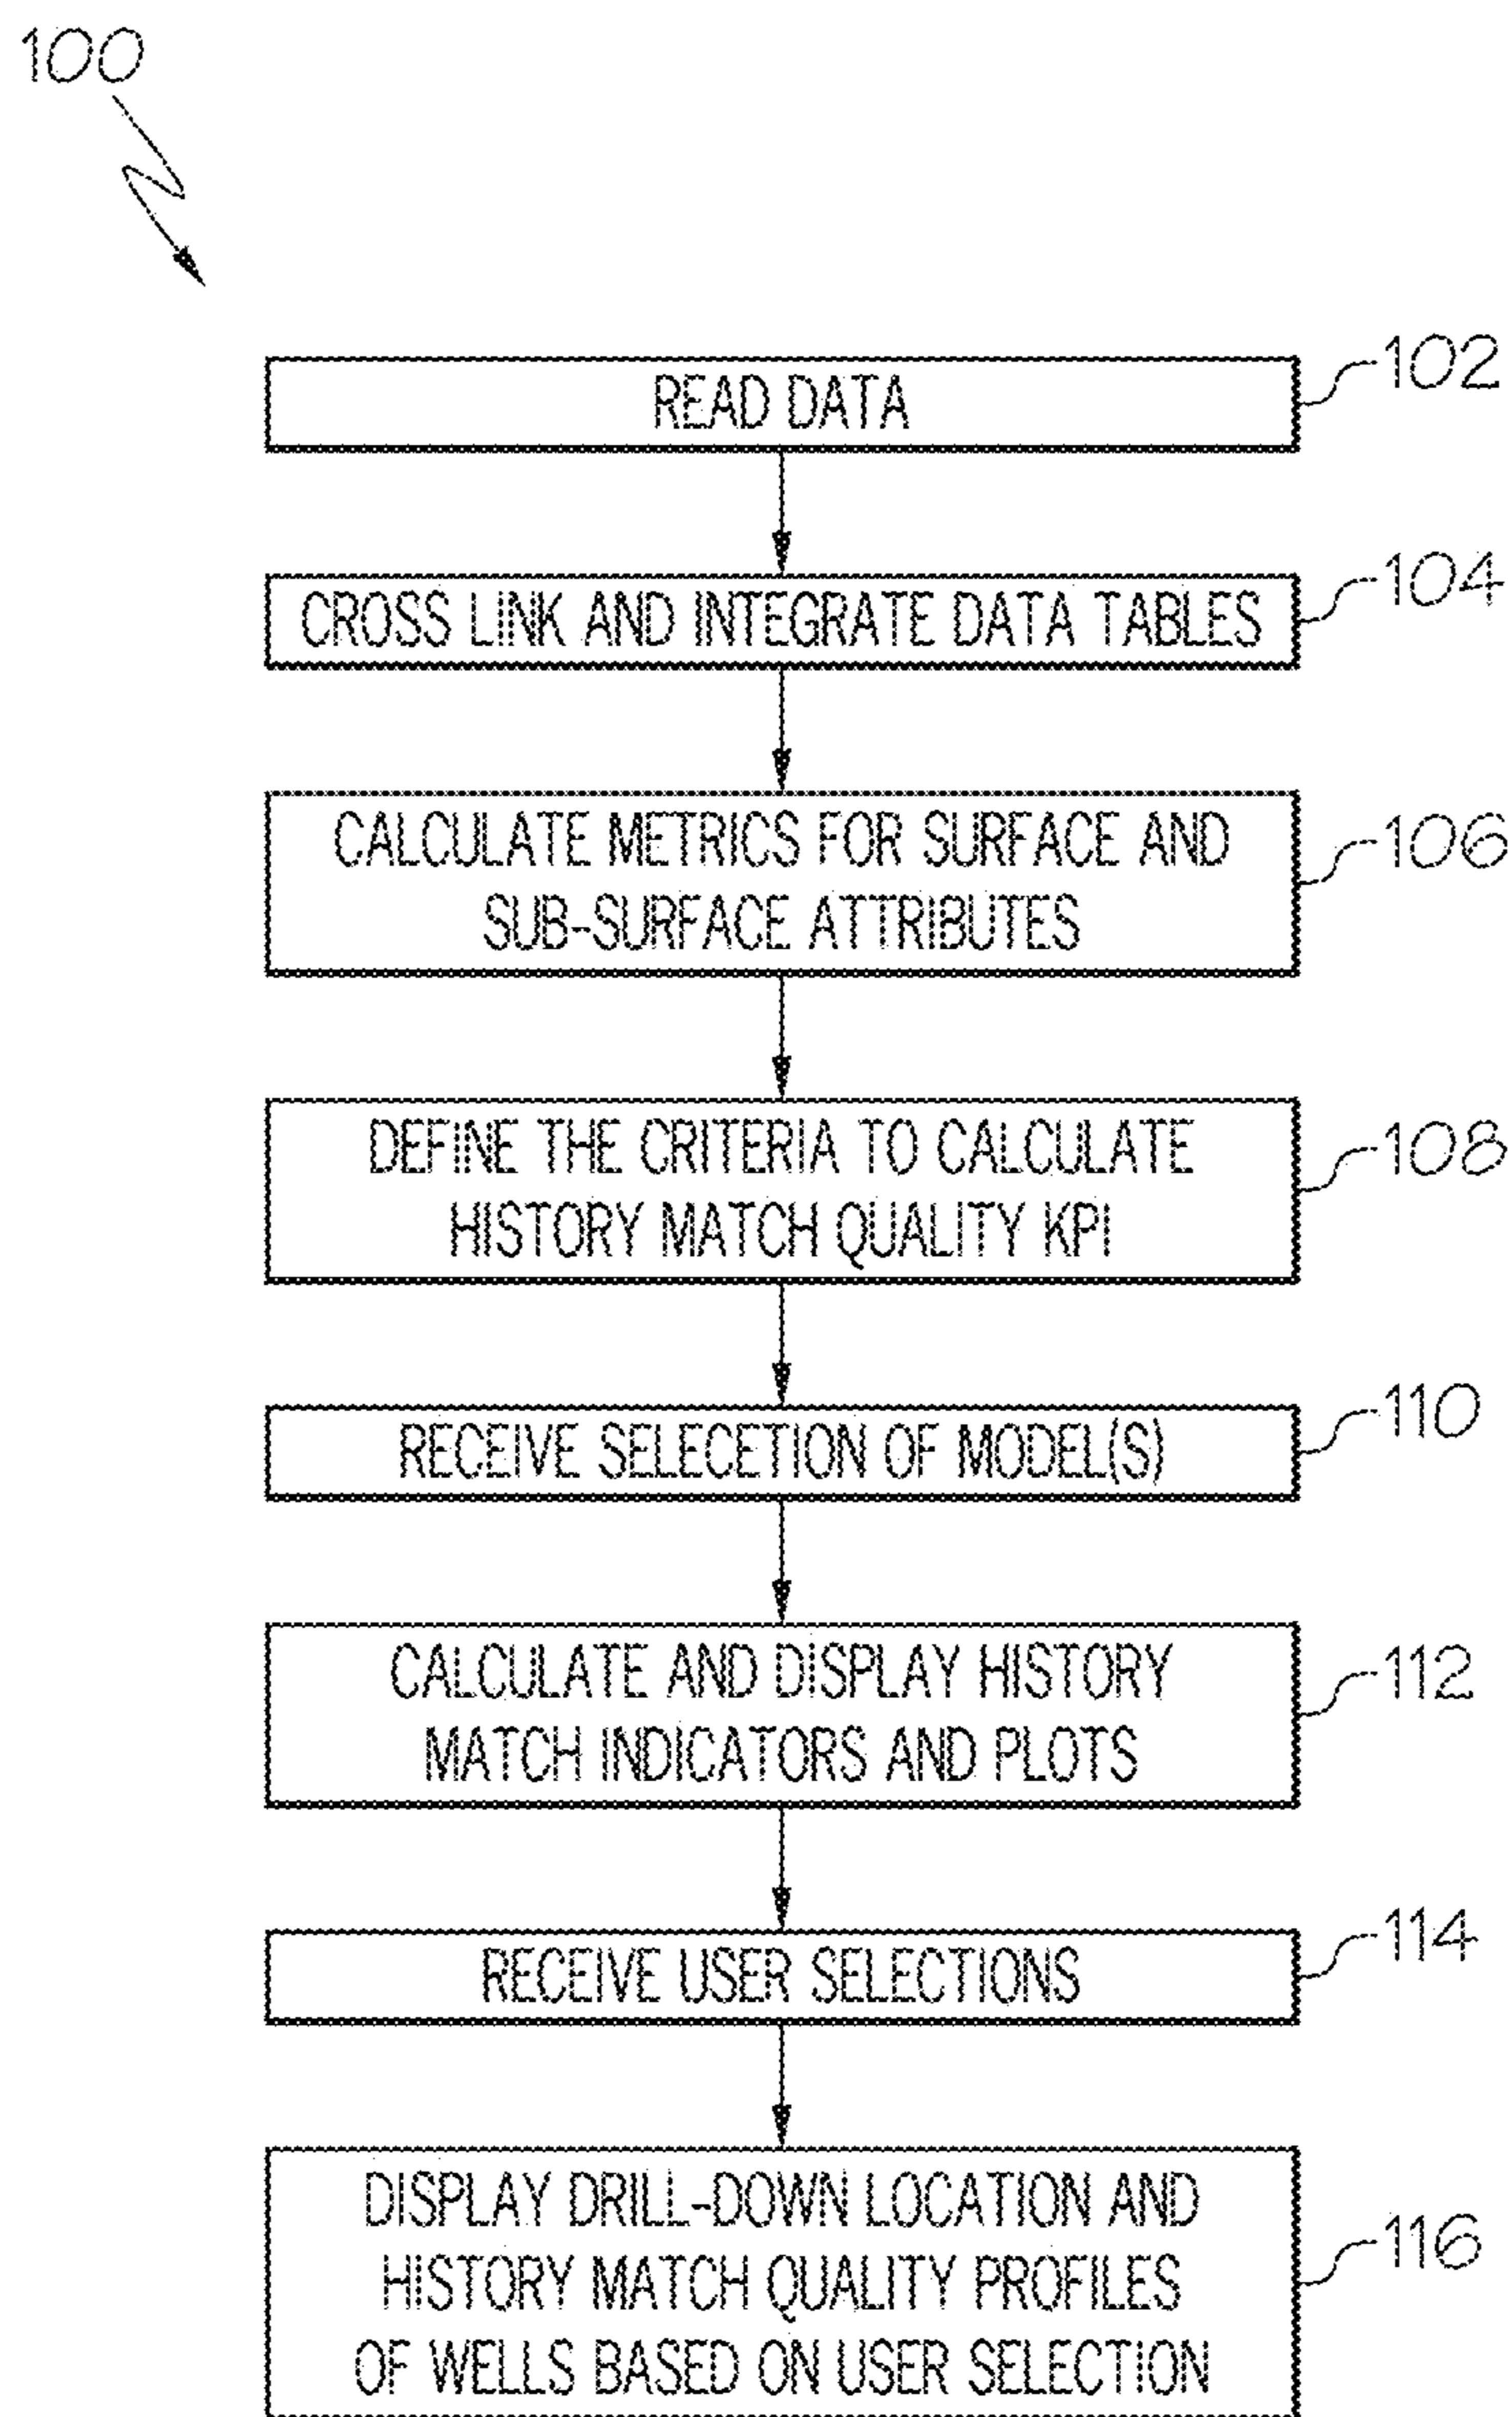 100
READ DATA
102
CROSS LINK AND INTEGRATE DATA TABLES
104
CALCULATE METRICS FOR SURFACE AND
SUB-SURFACE ATTRIBUTES
106
DEFINE THE CRITERIA TO CALCULATE
HISTORY MATCH QUALITY KPI
108
RECEIVE SELECETION OF MODEL(S)
110
CALCULATE AND DISPLAY HISTORY
MATCH INDICATORS AND PLOTS
112
RECEIVE USER SELECTIONS
114
DISPLAY DRILL-DOWN LOCATION AND
HISTORY MATCH QUALITY PROFILES
OF WELLS BASED ON USER SELECTION
116